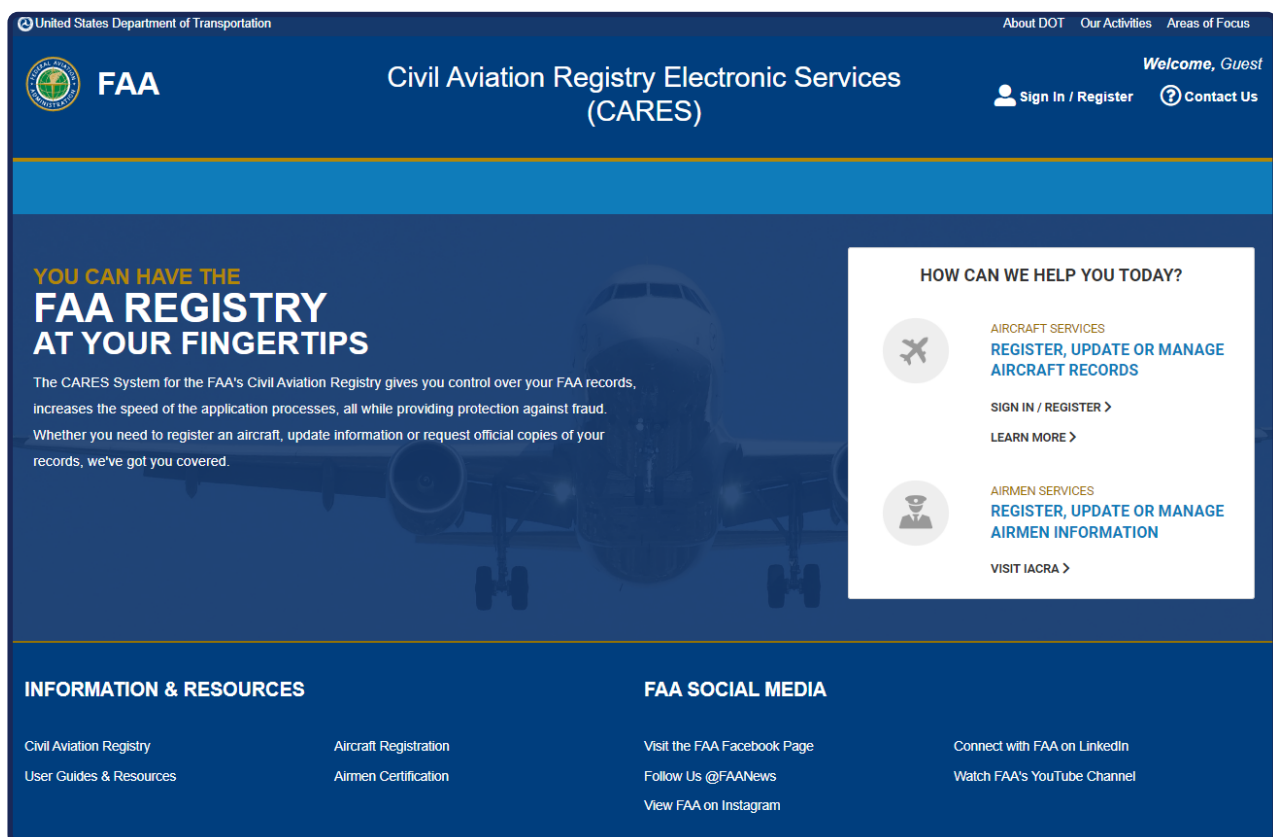 United States Department of Transportation
About DOT Our Activities Areas of Focus
FAA
Civil Aviation Registry Electronic Services
(CARES)
Welcome, Guest
Sign In / Register
Contact Us
YOU CAN HAVE THE
FAA REGISTRY
AT YOUR FINGERTIPS
The CARES System for the FAA's Civil Aviation Registry gives you control over your FAA records,
increases the speed of the application processes, all while providing protection against fraud.
Whether you need to register an aircraft, update information or request official copies of your
records, we've got you covered.
HOW CAN WE HELP YOU TODAY?
AIRCRAFT SERVICES
REGISTER, UPDATE OR MANAGE
AIRCRAFT RECORDS
SIGN IN / REGISTER
LEARN MORE
AIRMEN SERVICES
REGISTER, UPDATE OR MANAGE
AIRMEN INFORMATION
VISIT IACRA
INFORMATION & RESOURCES
Civil Aviation Registry
Aircraft Registration
User Guides & Resources
Airmen Certification
FAA SOCIAL MEDIA
Visit the FAA Facebook Page
Connect with FAA on LinkedIn
Follow Us @FAANews
Watch FAA's YouTube Channel
View FAA on Instagram